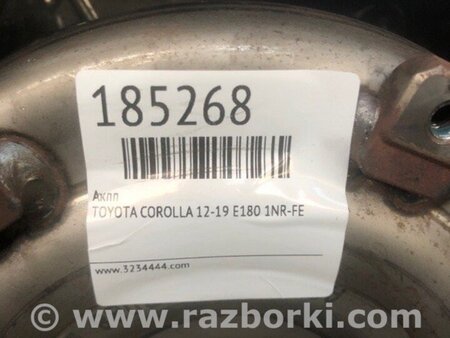 185268
Акпп
TOYOTA COROLLA 12-19 E180 1NR-FE
www.3234444.com
© www.razborki.com